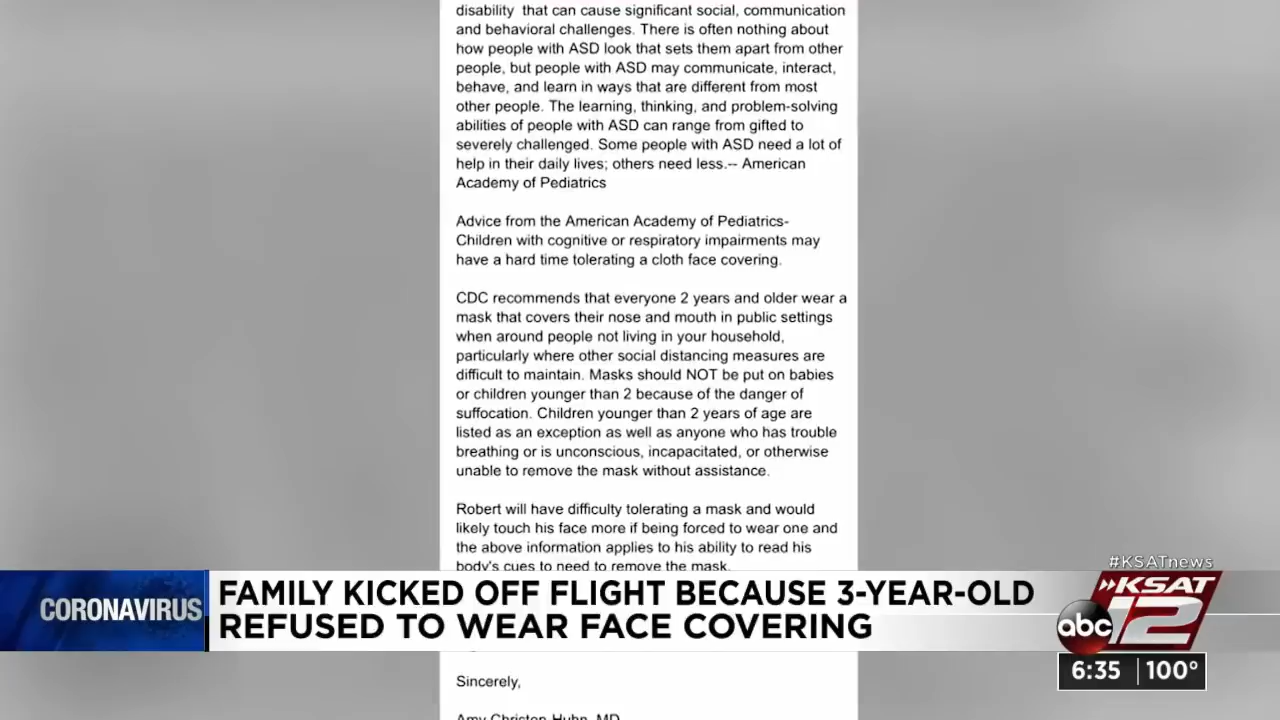 disability  that can cause significant social, communication
and behavioral challenges. There is often nothing about
how people with ASD look that sets them apart from other
people, but people with ASD may communicate, interact,
behave, and learn in ways that are different from most
other people. The learning, thinking, and problem-solving
abilities of people with ASD can range from gifted to
severely challenged. Some people with ASD need a lot of
help in their daily lives; others need less.-- American
Academy of Pediatrics
Advice from the American Academy of Pediatrics-
Children with cognitive or respiratory impairments may
have a hard time tolerating a cloth face covering.
CDC recommends that everyone 2 years and older wear a
mask that covers their nose and mouth in public settings
when around people not living in your household,
particularly where other social distancing measures are
difficult to maintain. Masks should NOT be put on babies
or children younger than 2 because of the danger of
suffocation. Children younger than 2 years of age are
listed as an exception as well as anyone who has trouble
breathing or is unconscious, incapacitated, or otherwise
unable to remove the mask without assistance.
Robert will have difficulty tolerating a mask and would
likely touch his face more if being forced to wear one and
the above information applies to his ability to read his
body's cues to need to remove the mask.
#KSATnews
CORONAVIRUS
FAMILY KICKED OFF FLIGHT BECAUSE 3-YEAR-OLD
REFUSED TO WEAR FACE COVERING
KSAT
abc 12
6:35 100°
Sincerely,
Amy Christen-Huhn, MD